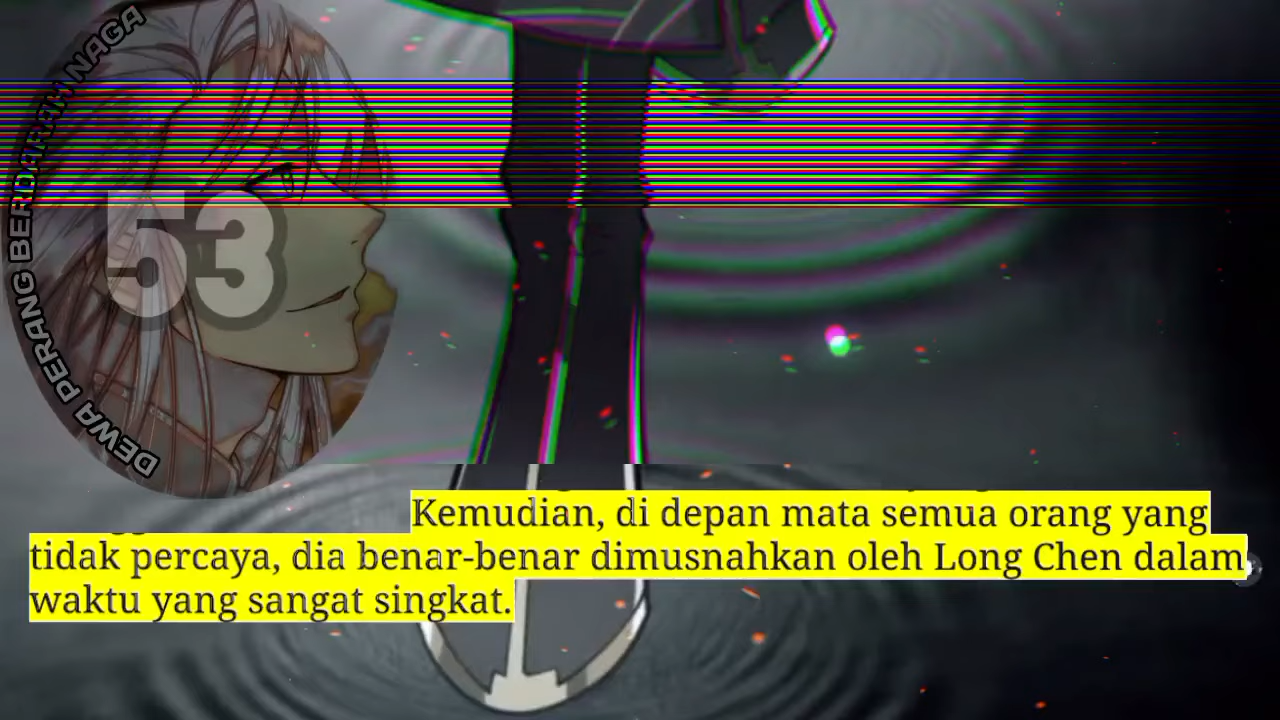 DEWA PERANG BERDARAH NAGA
53
Kemudian, di depan mata semua orang yang
tidak percaya, dia benar-benar dimusnahkan oleh Long Chen dalam
waktu yang sangat singkat.